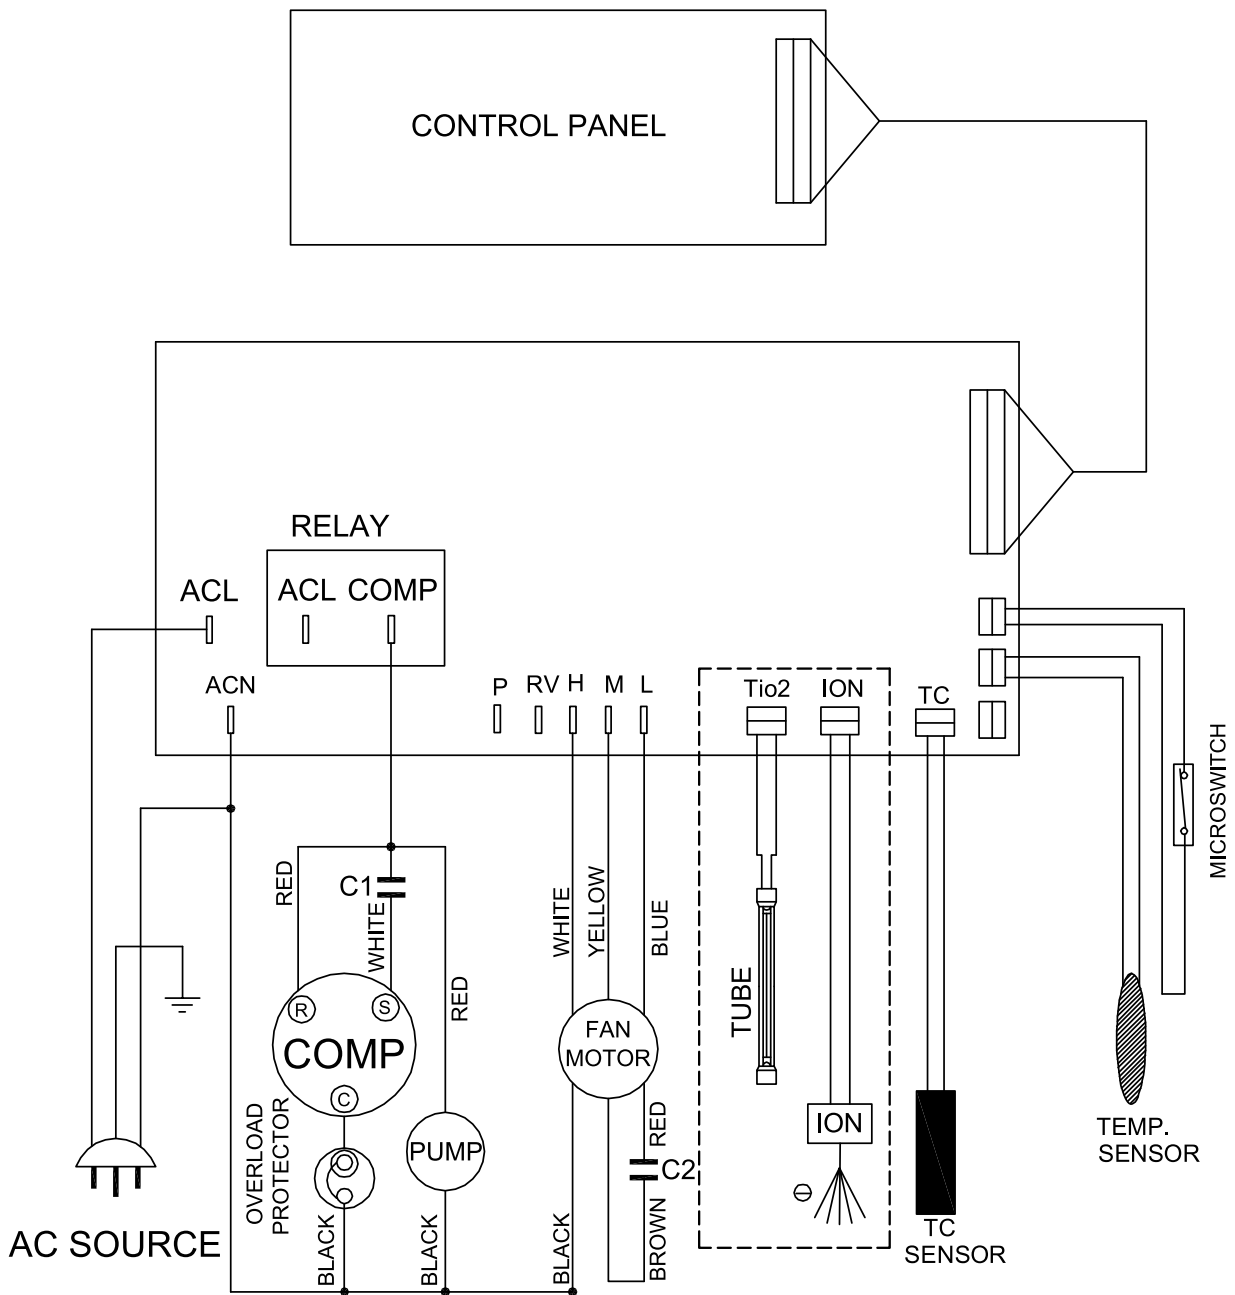 CONTROL PANEL
RELAY
ACL
ACL COMP
ACN
P
RV
H
M
L
Tio2
ION
TC
MICROSWITCH
RED
C1
WHITE
RED
WHITE
YELLOW
BLUE
TUBE
R
S
COMP
C
FAN
MOTOR
OVERLOAD
PROTECTOR
PUMP
RED
C2
ION
TEMP.
SENSOR
AC SOURCE
BLACK
BLACK
BLACK
BROWN
TC
SENSOR